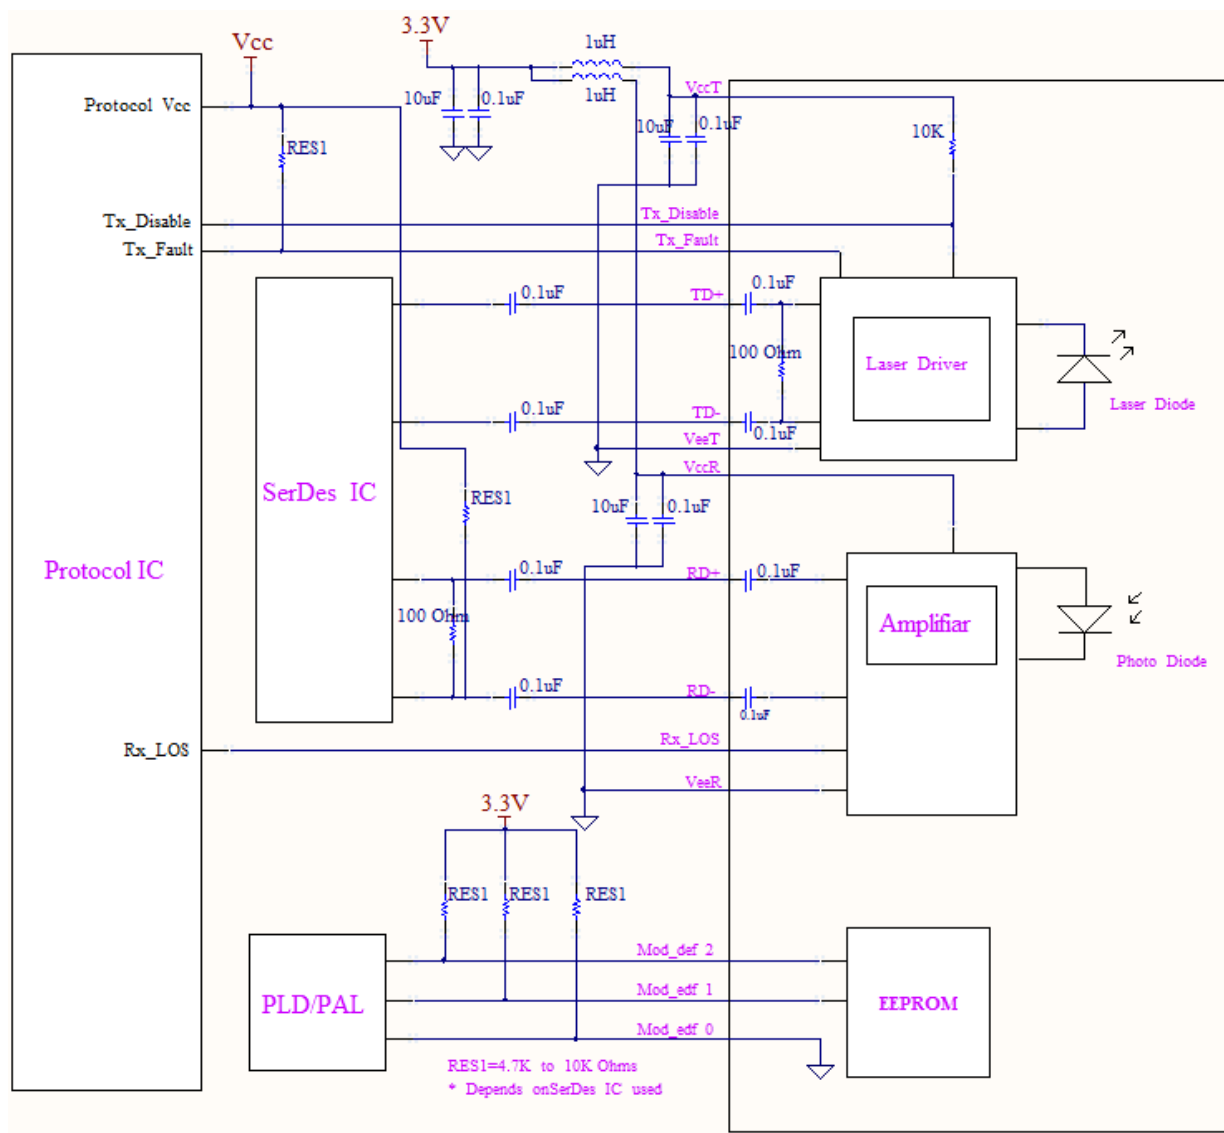 3.3V
1uH
Vcc
VccT
Protocol Vcc
10uF
0.1uF
1uH
10uF
0.1uF
10K
RES1
Tx_Disable
Tx_Disable
Tx_Fault
Tx_Fault
0.1uF
TD+
0.1uF
100 Ohm
Laser Driver
Laser Diode
0.1uF
TD-
0.1uF
VeeT
VccR
SerDes IC
RES1
10uF
0.1uF
Protocol IC
0.1uF
RD+
0.1uF
100 Ohm
Amplifiar
Photo Diode
0.1uF
RD-
0.1uF
Rx_LOS
Rx_LOS
VeeR
3.3V
RES1
RES1
RES1
Mod_def 2
PLD/PAL
Mod_edf 1
EEPROM
Mod_edf 0
RES1=4.7K to 10K Ohms
* Depends onSerDes IC used